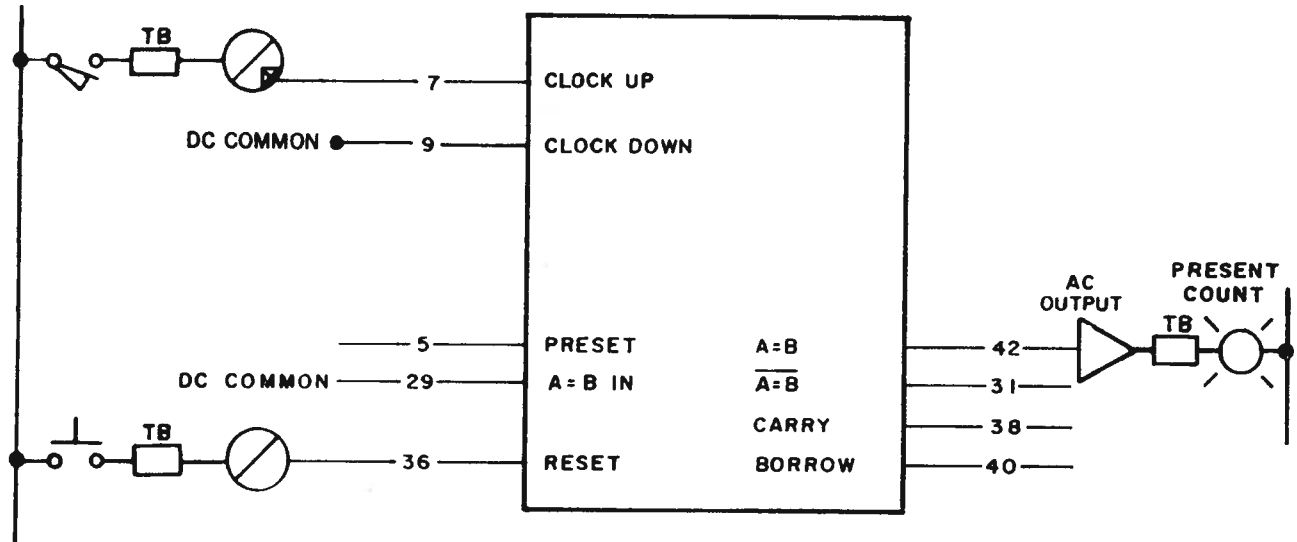 TB
7
CLOCK UP
DC COMMON
9
CLOCK DOWN
AC
OUTPUT
PRESENT
COUNT
TB
5
PRESET
A=B
42
DC COMMON
29
A=B IN
A=B
31
CARRY
38
TB
36
RESET
BORROW
40